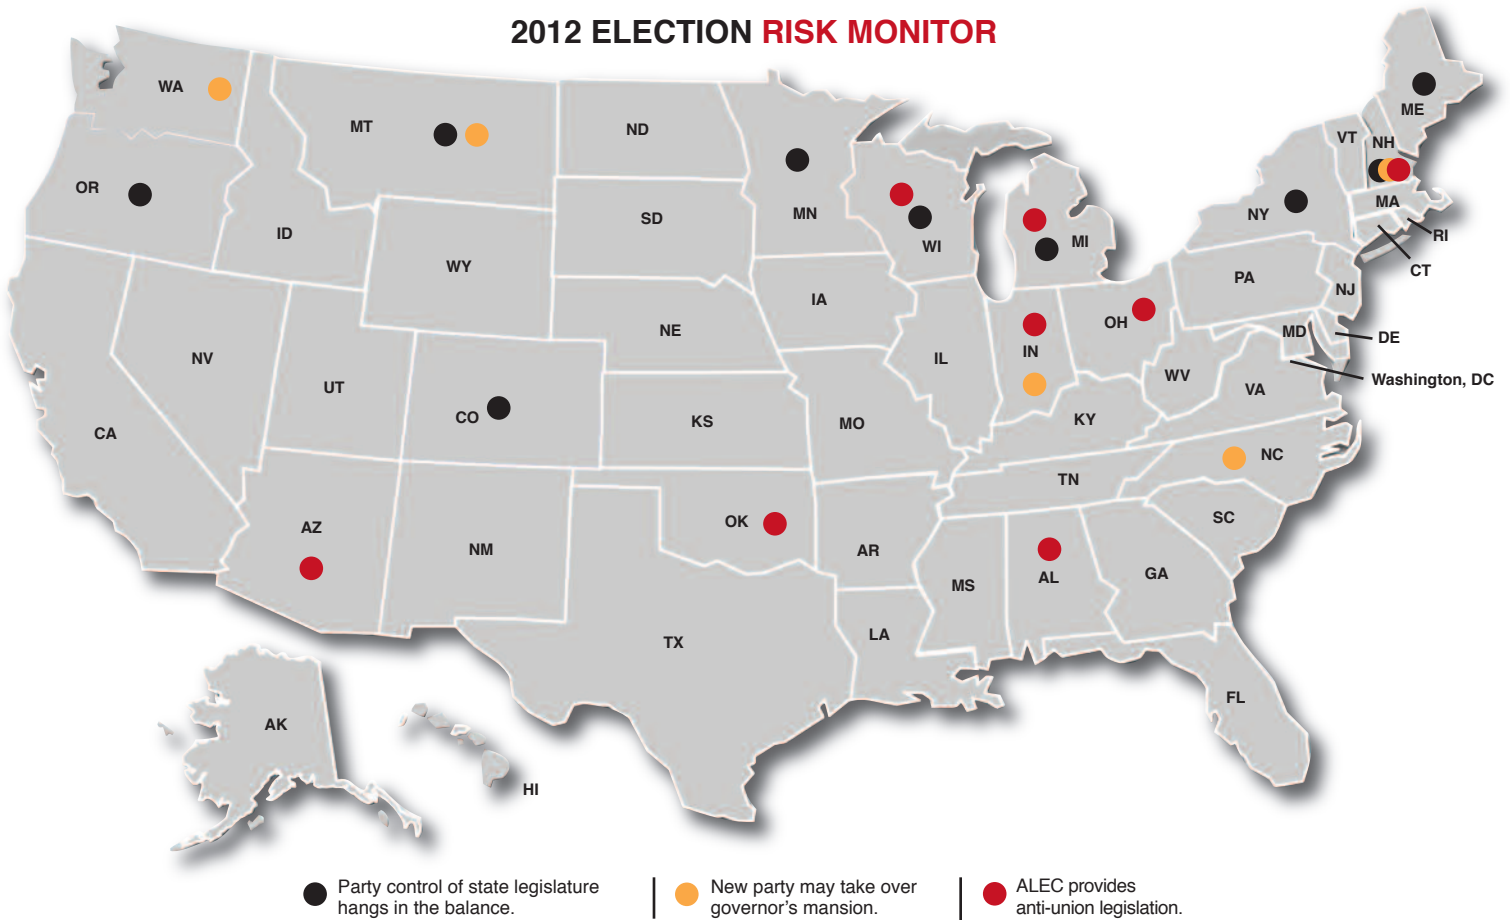 2012 ELECTION RISK MONITOR
WA
MT
ND
MN
ME
VT
NH
OR
ID
SD
WI
MI
NY
MA
RI
CT
WY
IA
PA
NJ
NV
UT
NE
IL
IN
OH
MD
DE
Washington, DC
CA
CO
KS
MO
KY
WV
VA
NC
TN
AZ
NM
OK
AR
SC
MS
AL
GA
TX
LA
FL
AK
HI
Party control of state legislature
hangs in the balance.
New party may take over
governor's mansion.
ALEC provides
anti-union legislation.